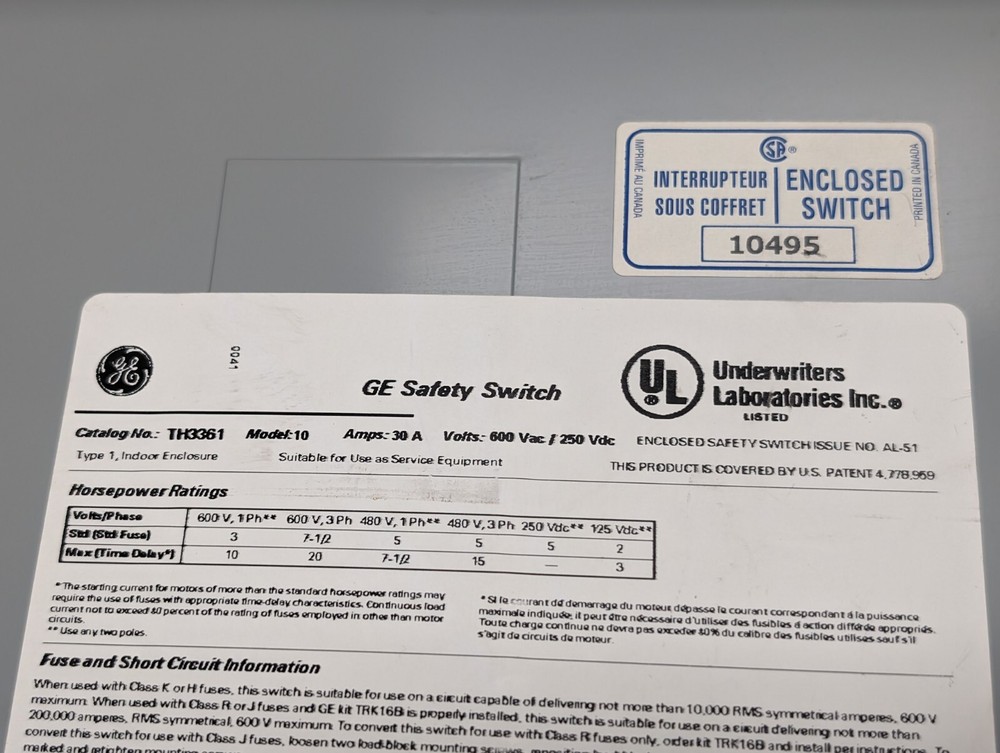 SA ®
IMPRIMÉ AU CANADA
INTERRUPTEUR
SOUS COFFRET
ENCLOSED
SWITCH
PRINTED IN CANADA
10495
GE
0041
GE Safety Switch
UL ®
Underwriters
Laboratories Inc.®
LISTED
Catalog No.: TH3361 Model: 10 Amps: 30 A Volts: 600 Vac / 250 Vdc
ENCLOSED SAFETY SWITCH ISSUE NO. AL-51
Type 1, Indoor Enclosure Suitable for Use as Service Equipment
THIS PRODUCT IS COVERED BY U.S. PATENT 4,778,959
Horsepower Ratings
Volts/Phase 600 V, 1 Ph** 600 V, 3 Ph 480 V, 1 Ph** 480 V, 3 Ph 250 Vdc** 125 Vdc**
Std (Std Fuse) 3 7-1/2 5 5 5 2
Max (Time Delay*) 10 20 7-1/2 15 — 3
*The starting current for motors of more than the standard horsepower ratings may
require the use of fuses with appropriate time-delay characteristics. Continuous load
current not to exceed 80 percent of the rating of fuses employed in other than motor
circuits.
** Use any two poles.
*Si le courant de demarrage du moteur dépasse le courant correspondant á la puissance
maximale indiquée, il peut être nécessaire d'utiliser des fusibles á action différée appropriés.
Toute charge continue ne devra pas exceder 80% du calibre des fusibles utilises sauf s'il
s'agit de circuits de moteur.
Fuse and Short Circuit Information
When used with Class K or H fuses, this switch is suitable for use on a circuit capable of delivering not more than 10,000 RMS symmetrical amperes, 600 V
maximum. When used with Class R or J fuses and GE kit TRK16B is properly installed, this switch is suitable for use on a circuit delivering not more than
200,000 amperes, RMS symmetrical, 600 V maximum. To convert this switch for use with Class R fuses only, order kit TRK16B and install per instructions. To
convert this switch for use with Class J fuses, loosen two load-block mounting screws,
marked and retighten mounting